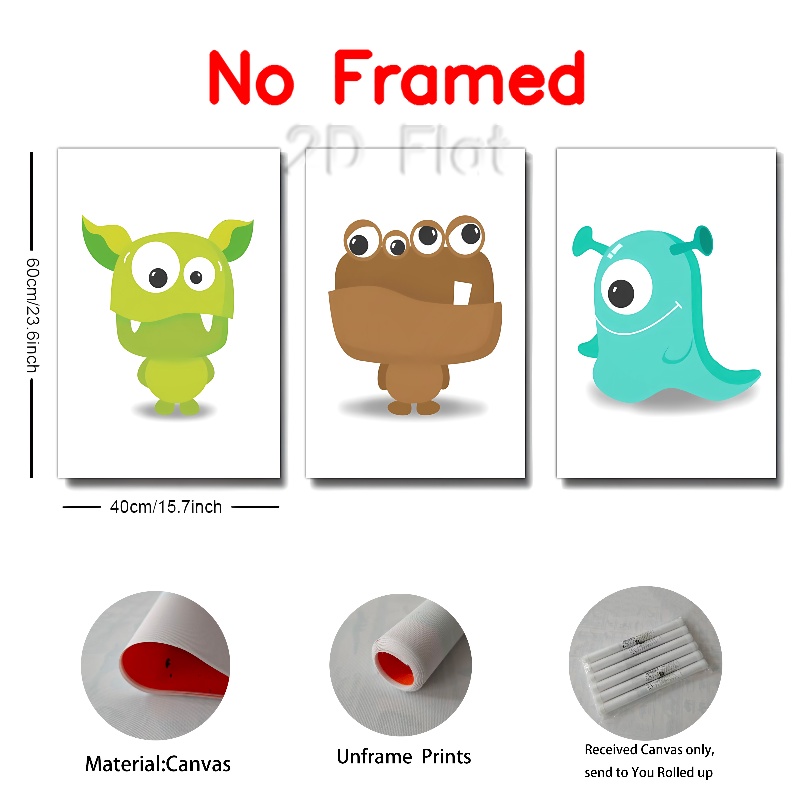 No Framed
2D Flat
60cm/23.6inch
40cm/15.7inch
Material:Canvas
Unframe Prints
Received Canvas only,
send to You Rolled up